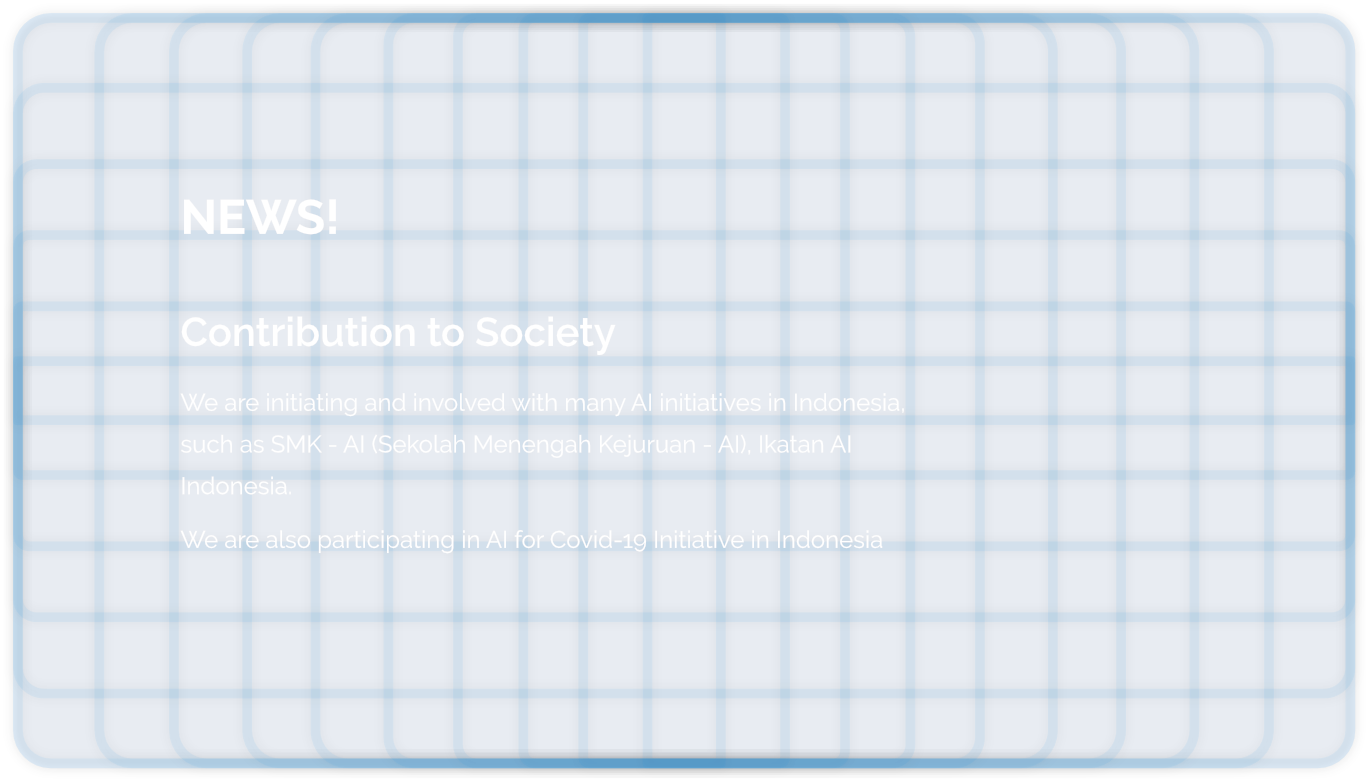 NEWS!
Contribution to Society
We are initiating and involved with many AI initiatives in Indonesia,
such as SMK - AI (Sekolah Menengah Kejuruan - AI), Ikatan AI
Indonesia.
We are also participating in AI for Covid-19 Initiative in Indonesia